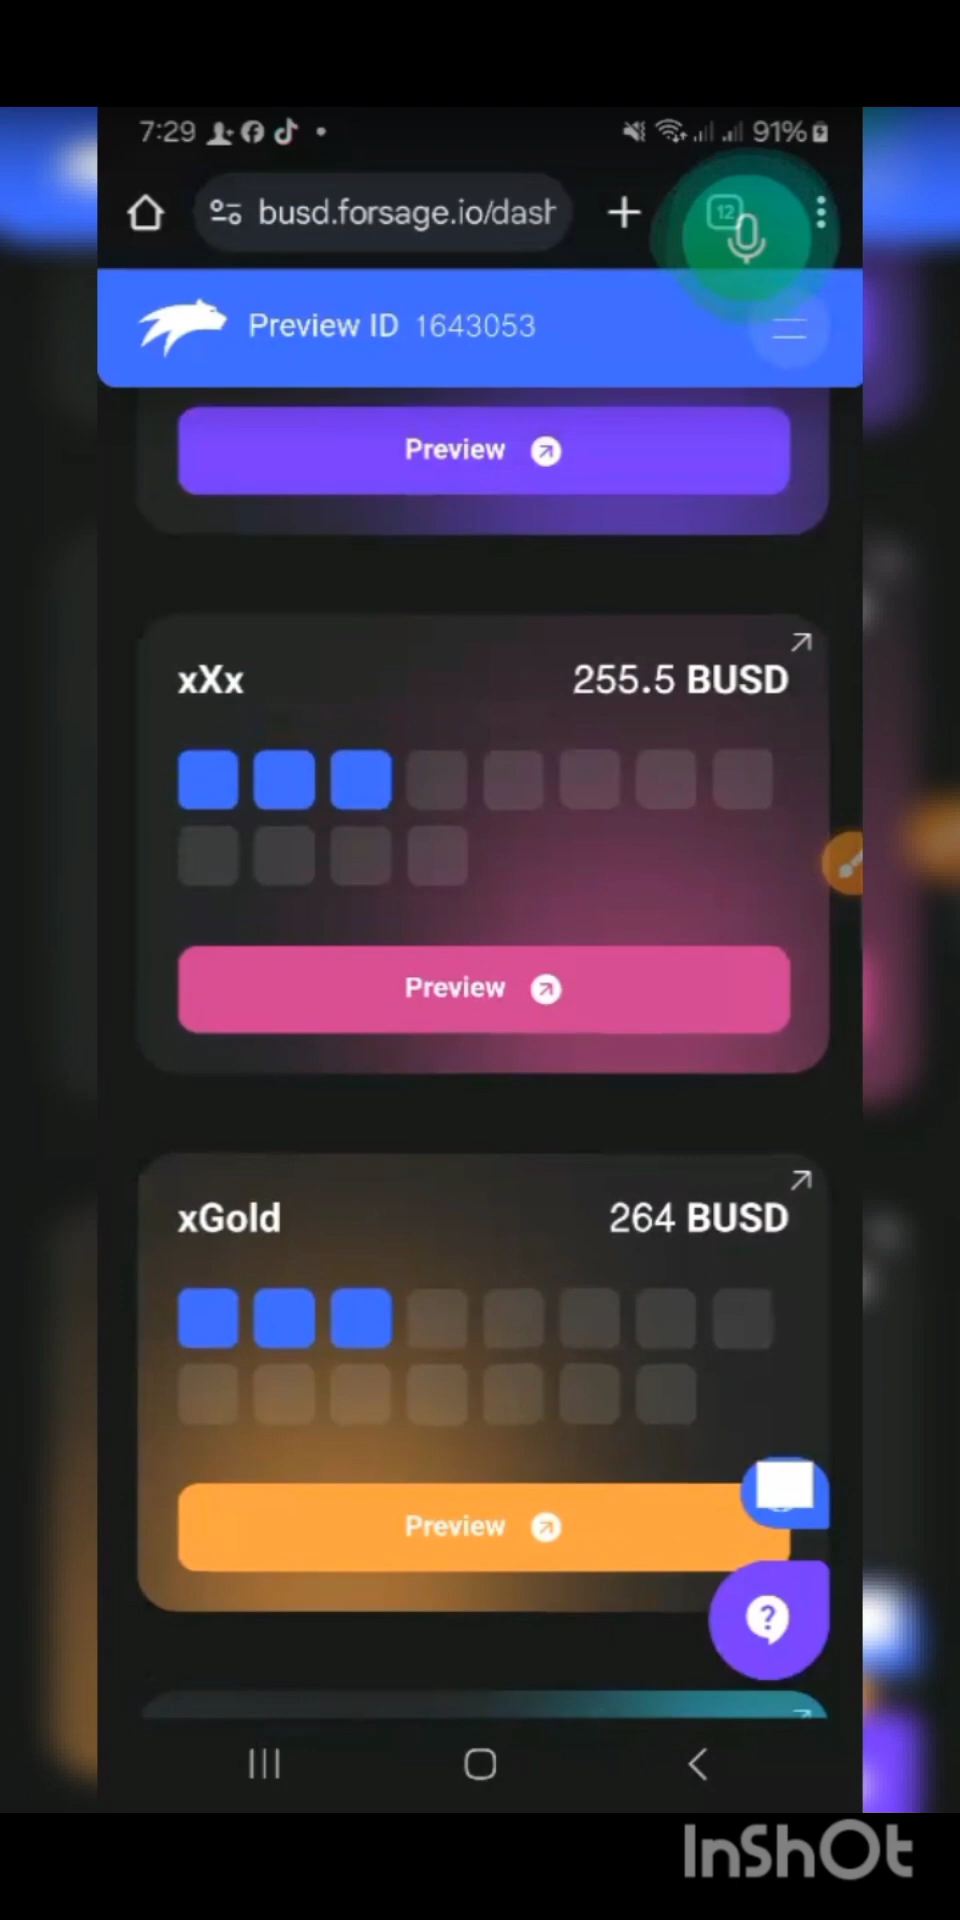 7:29
91%
busd.forsage.io/dash
12
Preview ID 1643053
Preview
xXx
255.5 BUSD
Preview
xGold
264 BUSD
Preview
?
InShOt